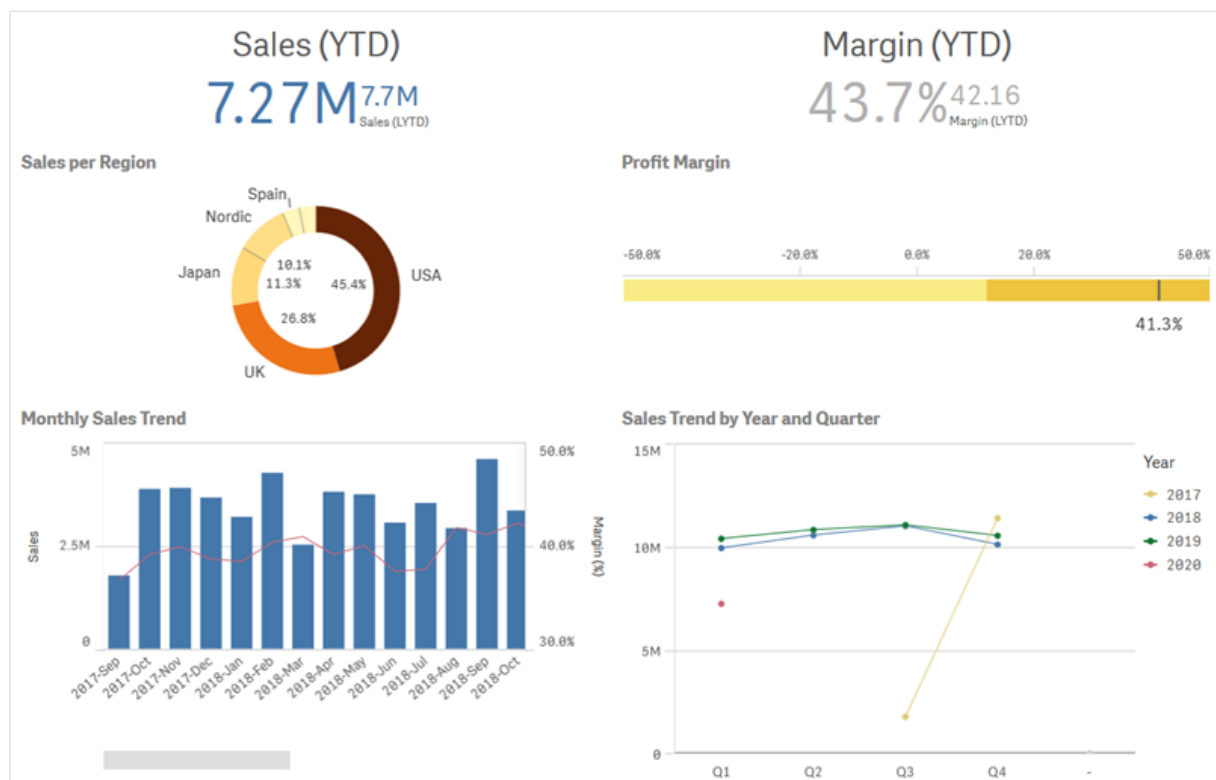 Sales (YTD)
7.27M 7.7M
Sales (LYTD)
Margin (YTD)
43.7% 42.16
Margin (LYTD)
Sales per Region
Spain
Nordic
Japan
USA
UK
10.1%
11.3%
45.4%
26.8%
Profit Margin
-50.0% -20.0% 0.0% 20.0% 50.0%
41.3%
Monthly Sales Trend
5M
2.5M
0
Sales
50.0%
40.0%
30.0%
Margin (%)
2017-Sep
2017-Oct
2017-Nov
2017-Dec
2018-Jan
2018-Feb
2018-Mar
2018-Apr
2018-May
2018-Jun
2018-Jul
2018-Aug
2018-Sep
2018-Oct
Sales Trend by Year and Quarter
15M
10M
5M
0
Q1 Q2 Q3 Q4 -
Year
2017
2018
2019
2020